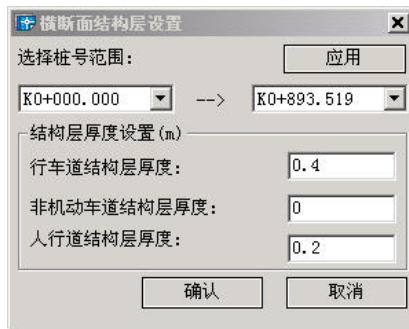 横断面结构层设置
选择桩号范围:
应用
K0+000.000 --> K0+893.519
结构层厚度设置(m)
行车道结构层厚度: 0.4
非机动车道结构层厚度: 0
人行道结构层厚度: 0.2
确认 取消